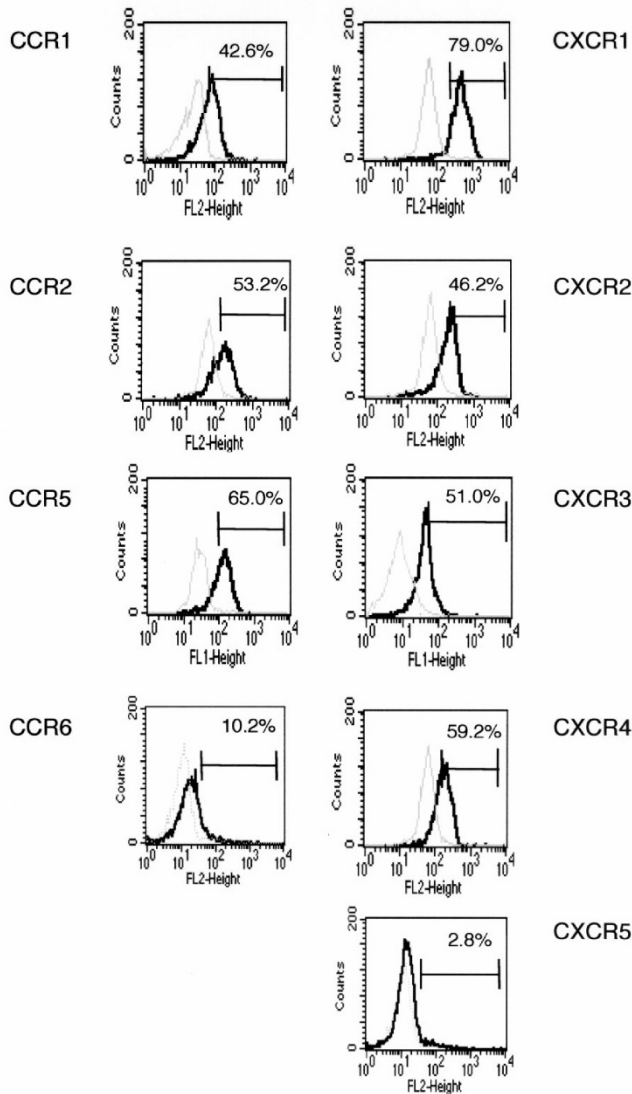 CCR1
200
Counts
0
42.6%
10^0 10^1 10^2 10^3 10^4
FL2-Height
CXCR1
200
Counts
0
79.0%
10^0 10^1 10^2 10^3 10^4
FL2-Height
CCR2
200
Counts
0
53.2%
10^0 10^1 10^2 10^3 10^4
FL2-Height
CXCR2
200
Counts
0
46.2%
10^0 10^1 10^2 10^3 10^4
FL2-Height
CCR5
200
Counts
0
65.0%
10^0 10^1 10^2 10^3 10^4
FL1-Height
CXCR3
200
Counts
0
51.0%
10^0 10^1 10^2 10^3 10^4
FL1-Height
CCR6
200
Counts
0
10.2%
10^0 10^1 10^2 10^3 10^4
FL2-Height
CXCR4
200
Counts
0
59.2%
10^0 10^1 10^2 10^3 10^4
FL2-Height
CXCR5
200
Counts
0
2.8%
10^0 10^1 10^2 10^3 10^4
FL2-Height